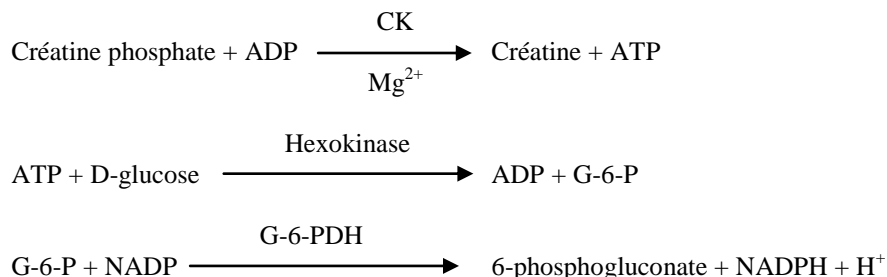 CK
Créatine phosphate + ADP Créatine + ATP
Mg²⁺
Hexokinase
ATP + D-glucose ADP + G-6-P
G-6-PDH
G-6-P + NADP 6-phosphogluconate + NADPH + H⁺